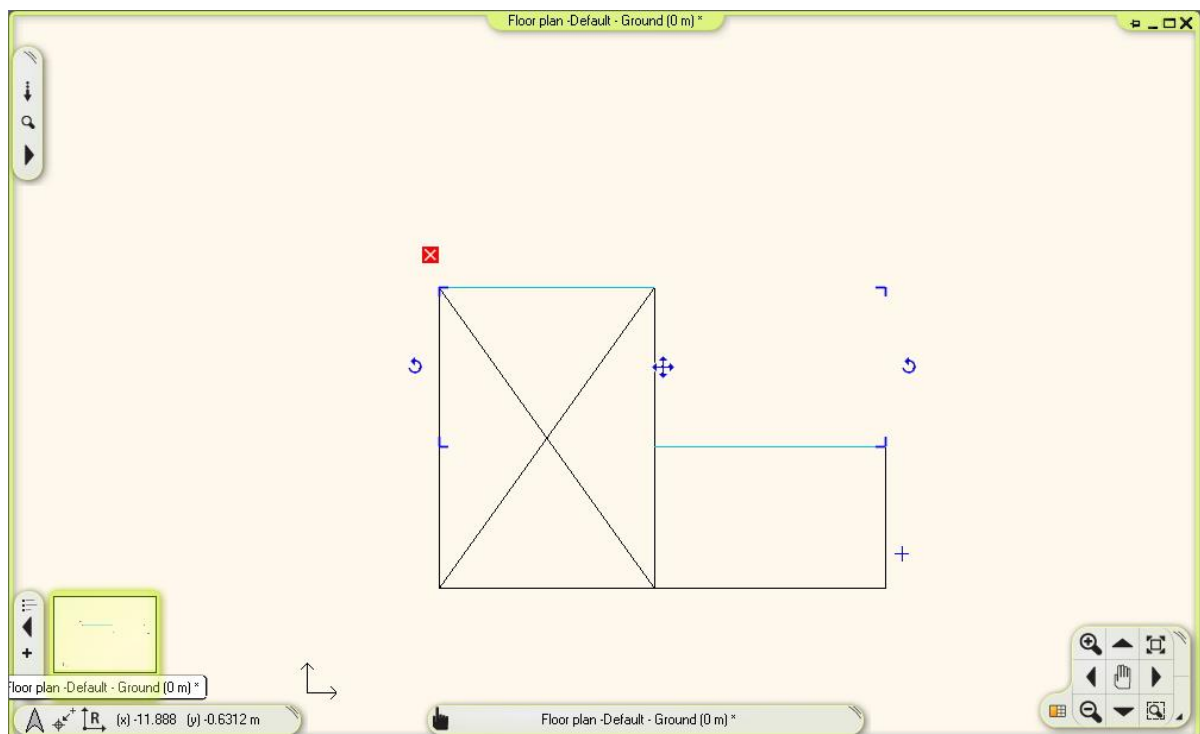 Floor plan -Default - Ground (0 m) *
Floor plan -Default - Ground (0 m) *
R (x) -11.888 (y) -0.6312 m
Floor plan -Default - Ground (0 m) *